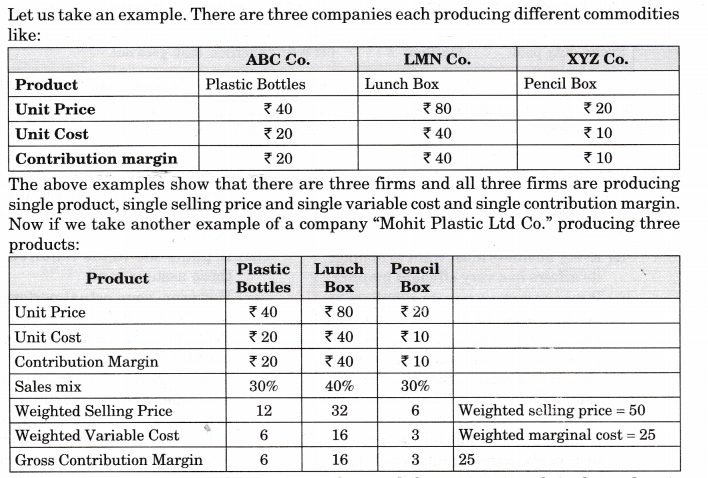 Let us take an example. There are three companies each producing different commodities
like:
ABC Co. LMN Co. XYZ Co.
Product Plastic Bottles Lunch Box Pencil Box
Unit Price ₹ 40 ₹ 80 ₹ 20
Unit Cost ₹ 20 ₹ 40 ₹ 10
Contribution margin ₹ 20 ₹ 40 ₹ 10
The above examples show that there are three firms and all three firms are producing
single product, single selling price and single variable cost and single contribution margin.
Now if we take another example of a company “Mohit Plastic Ltd Co.” producing three
products:
Product Plastic Bottles Lunch Box Pencil Box
Unit Price ₹ 40 ₹ 80 ₹ 20
Unit Cost ₹ 20 ₹ 40 ₹ 10
Contribution Margin ₹ 20 ₹ 40 ₹ 10
Sales mix 30% 40% 30%
Weighted Selling Price 12 32 6 Weighted selling price = 50
Weighted Variable Cost 6 16 3 Weighted marginal cost = 25
Gross Contribution Margin 6 16 3 25